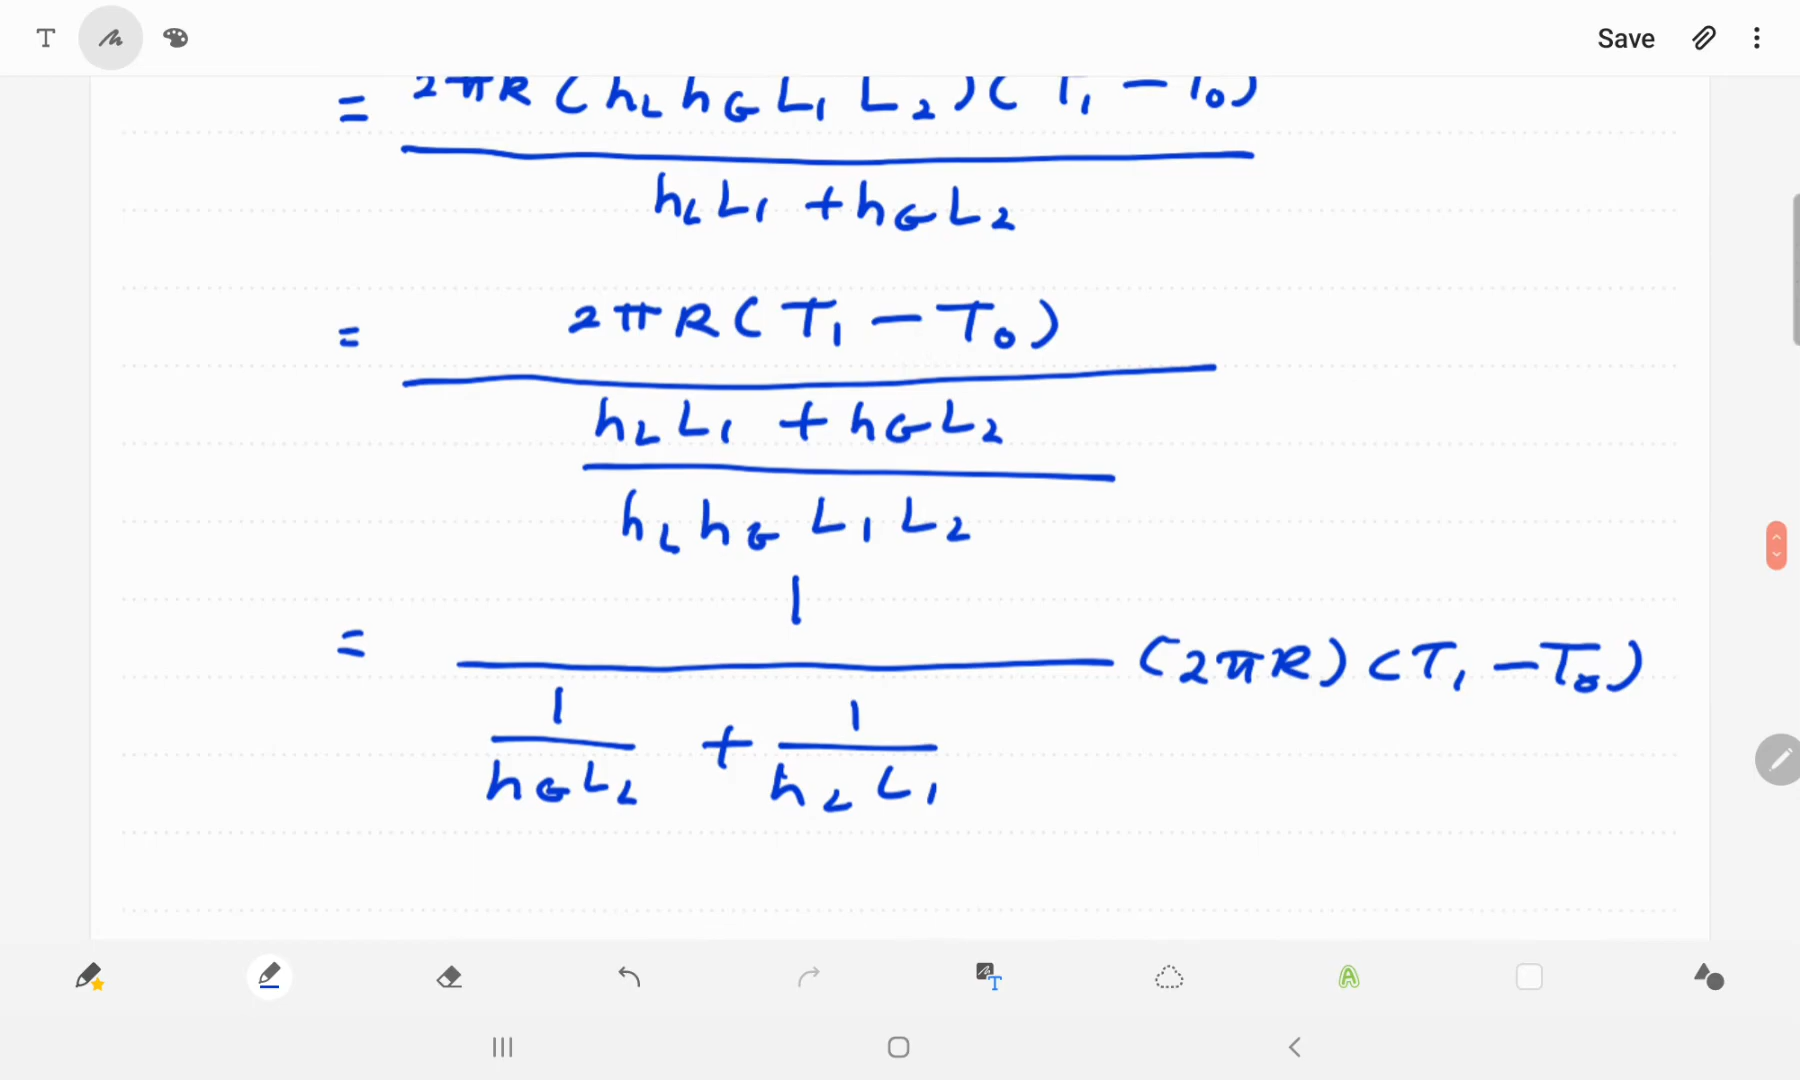 T Save
= 2πR(h_L h_G L_1 L_2)(T_1 - T_0)
h_L L_1 + h_G L_2
= 2πR(T_1 - T_0)
h_L L_1 + h_G L_2
h_L h_G L_1 L_2
= 1 (2πR)(T_1 - T_0)
1 + 1
h_G L_2 h_L L_1
T A